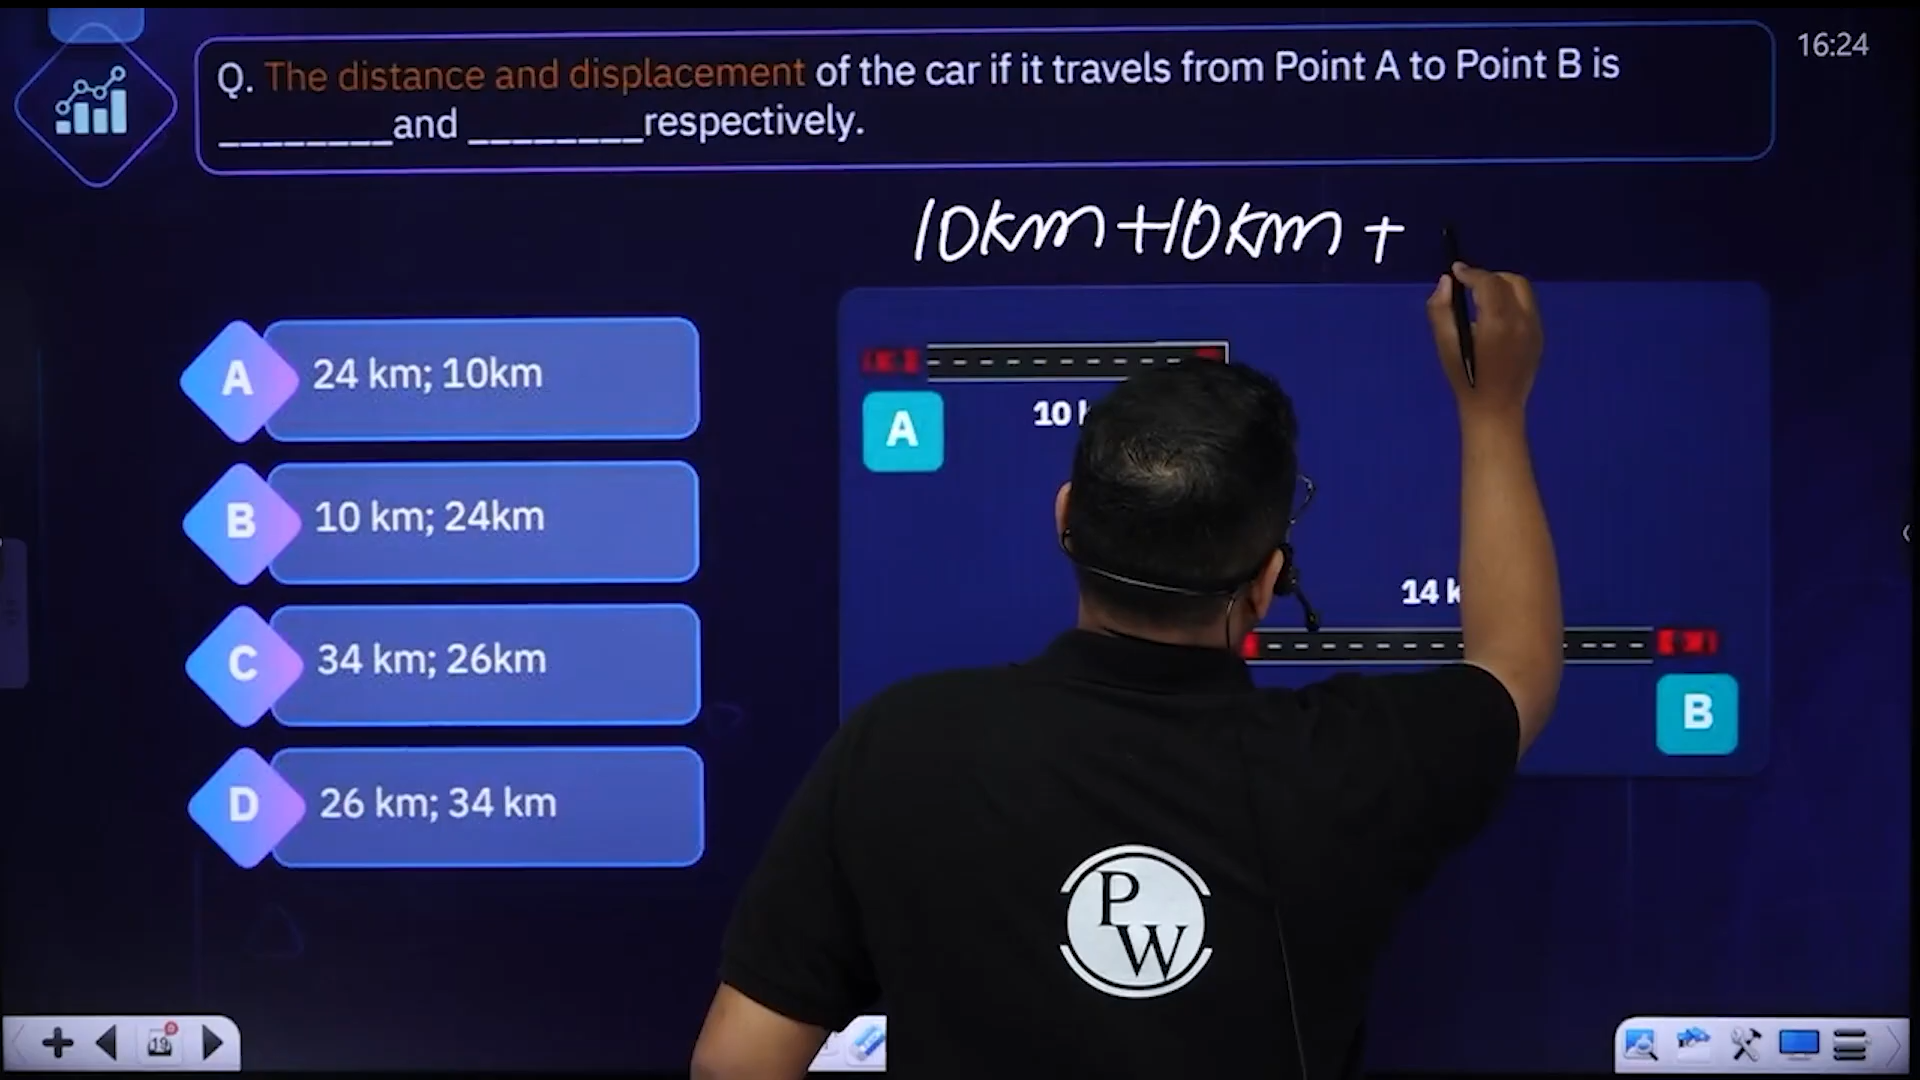 16:24
Q. The distance and displacement of the car if it travels from Point A to Point B is
________and ________respectively.
10km+10km+
A 24 km; 10km
B 10 km; 24km
C 34 km; 26km
D 26 km; 34 km
A
10
14
B
PW
19